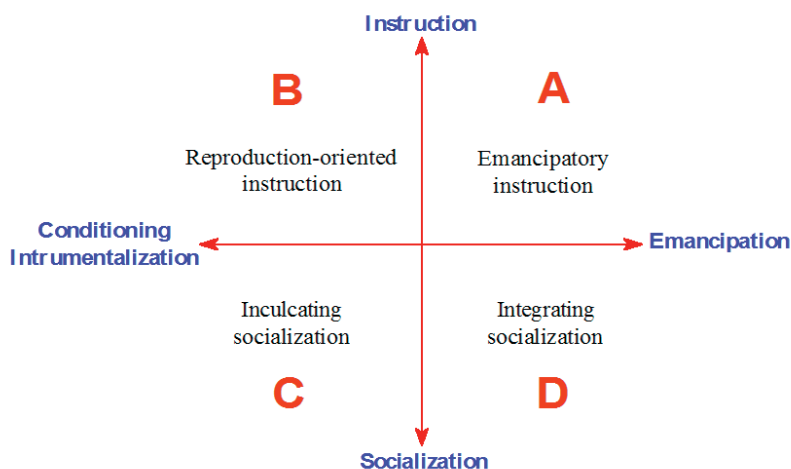 Instruction
B
A
Reproduction-oriented
instruction
Emancipatory
instruction
Conditioning
Intrumentalization
Emancipation
Inculcating
socialization
Integrating
socialization
C
D
Socialization